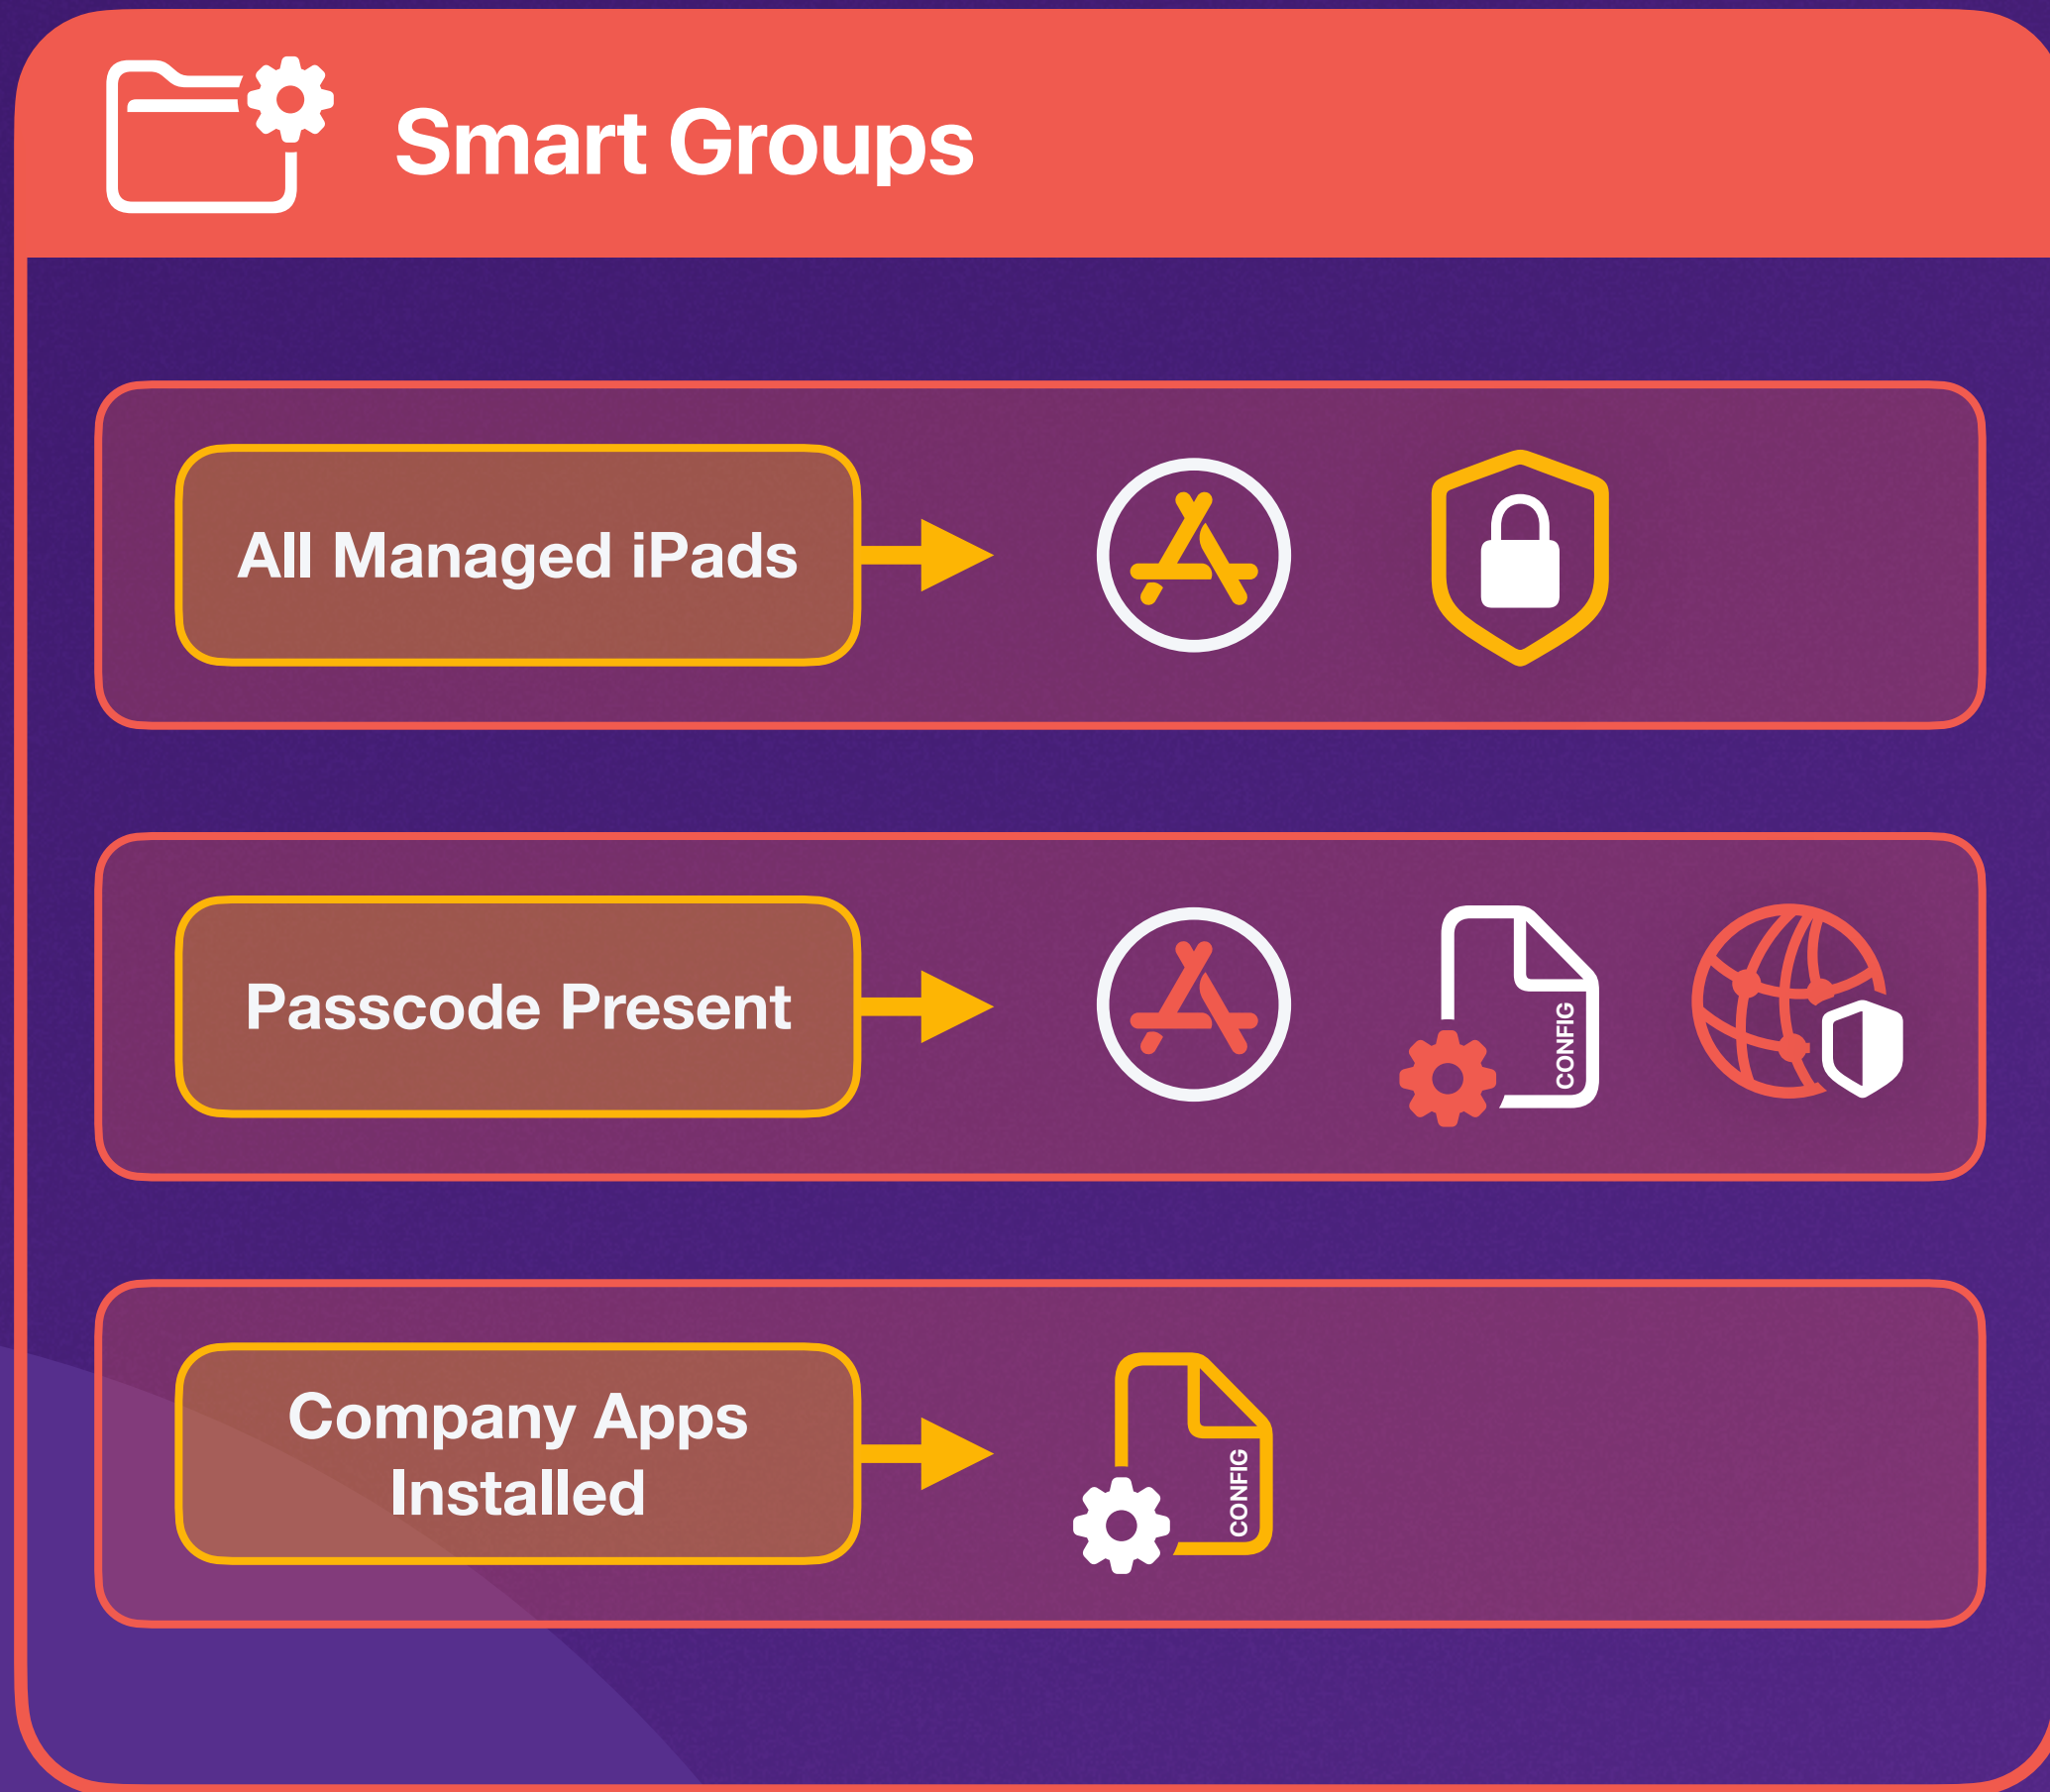 Smart Groups
All Managed iPads
Passcode Present
CONFIG
Company Apps
Installed
CONFIG